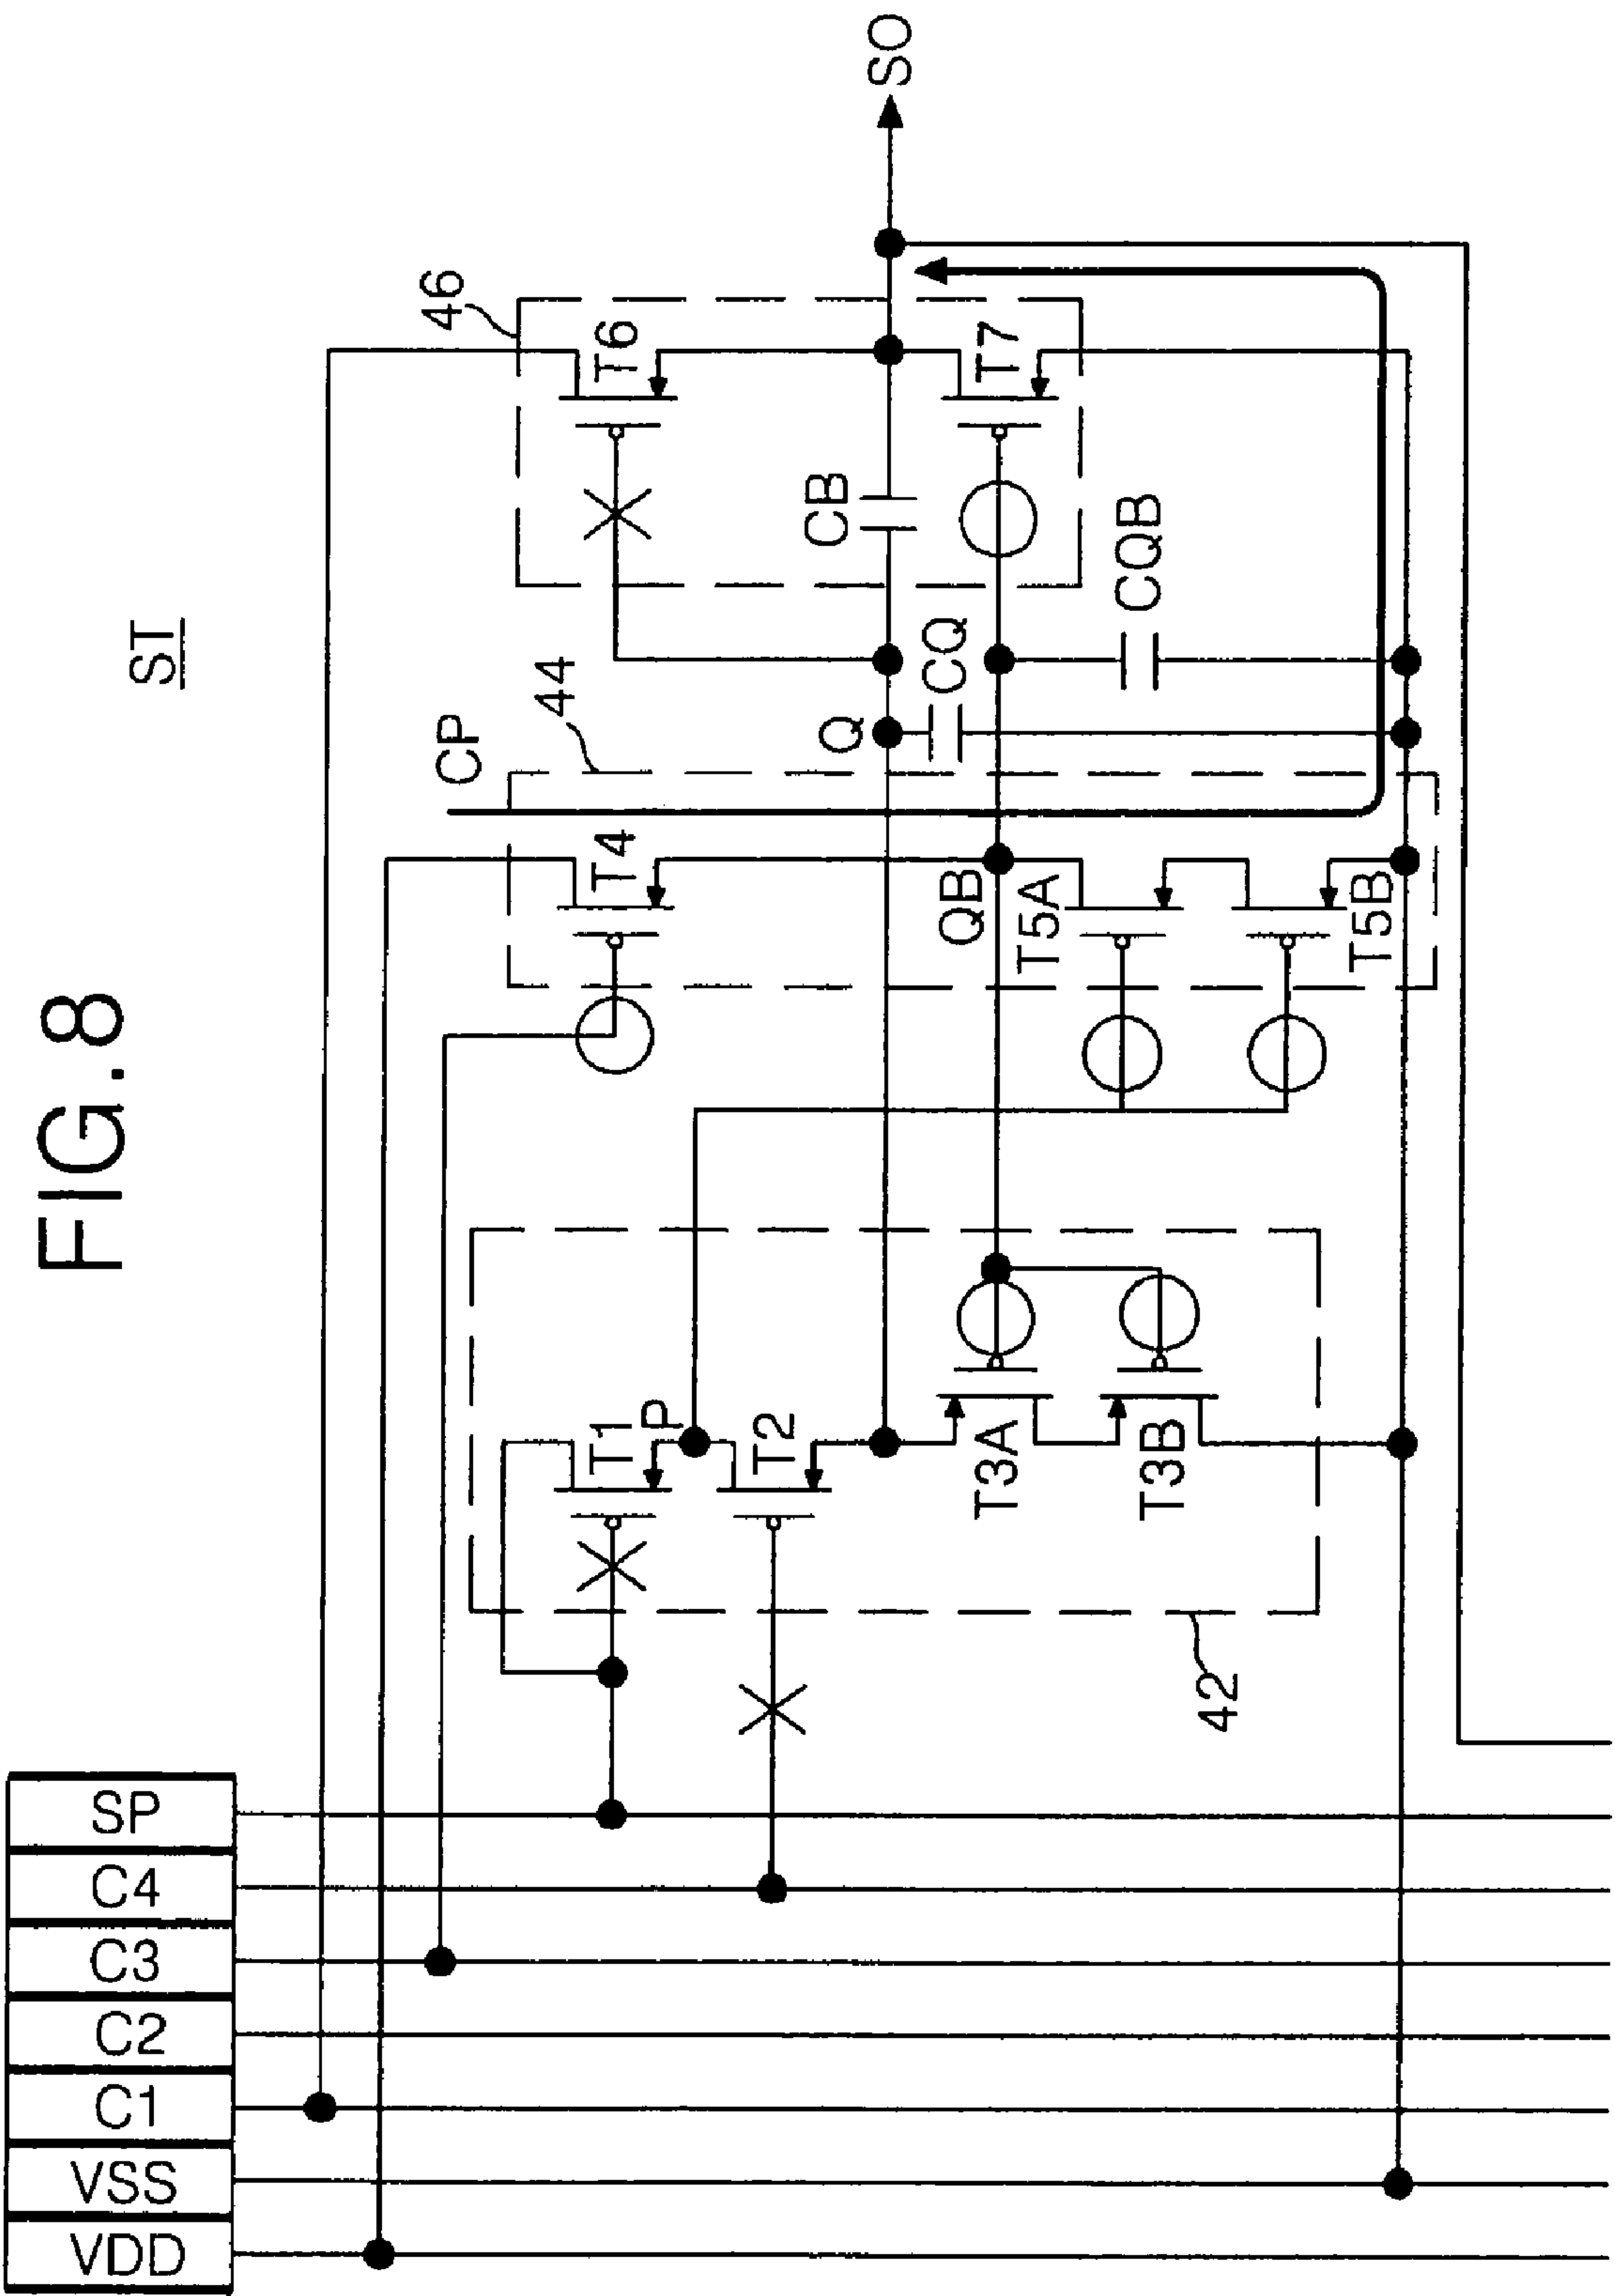 FIG.8
ST
SP
C4
C3
C2
C1
VSS
VDD
42
T1
P
T2
T3A
T3B
CP
44
T4
QB
T5A
T5B
Q
CQ
CB
CQB
46
T6
T7
SO